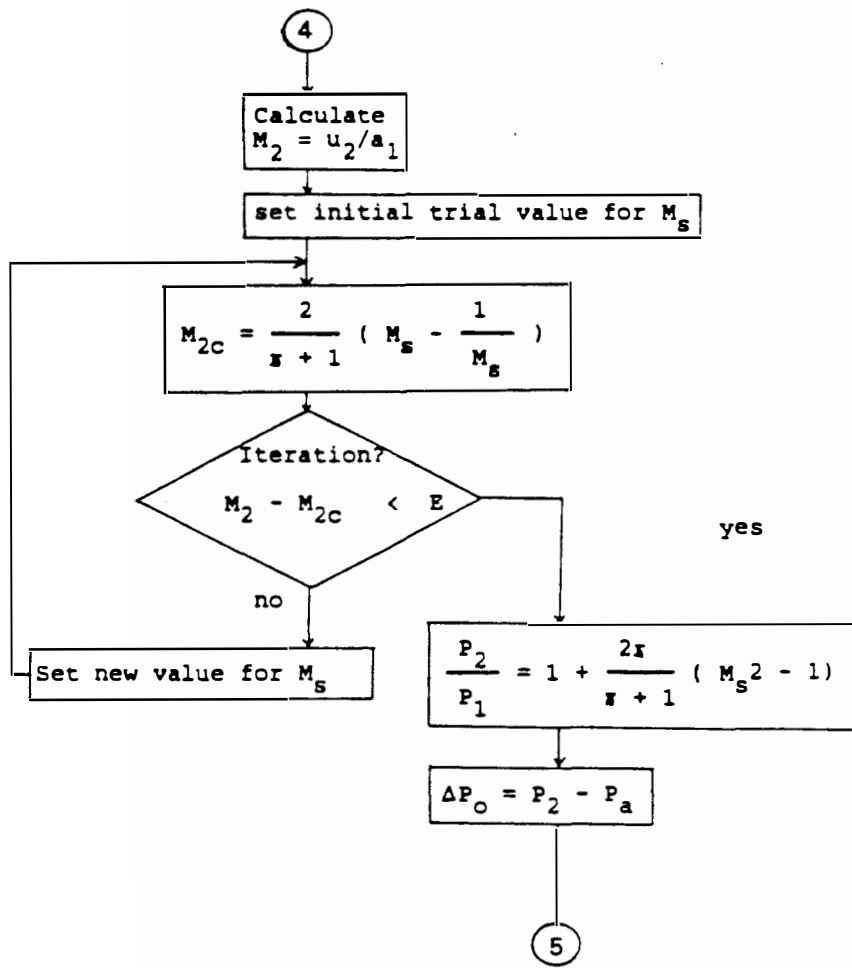 4
Calculate
M₂ = u₂/a₁
set initial trial value for Mₛ
M₂c = 2 / (γ + 1) ( Mₛ - 1 / Mₛ )
Iteration?
M₂ - M₂c < E
yes
no
Set new value for Mₛ
P₂ / P₁ = 1 + 2γ / (γ + 1) ( Mₛ2 - 1)
ΔPₒ = P₂ - Pₐ
5